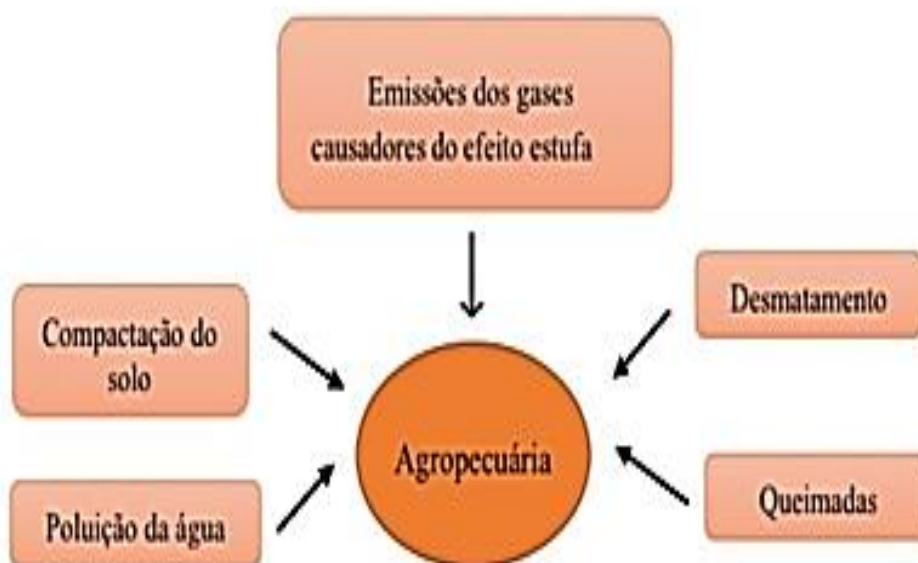 Emissões dos gases
causadores do efeito estufa
Compactação do
solo
Desmatamento
Agropecuária
Poluição da água
Queimadas